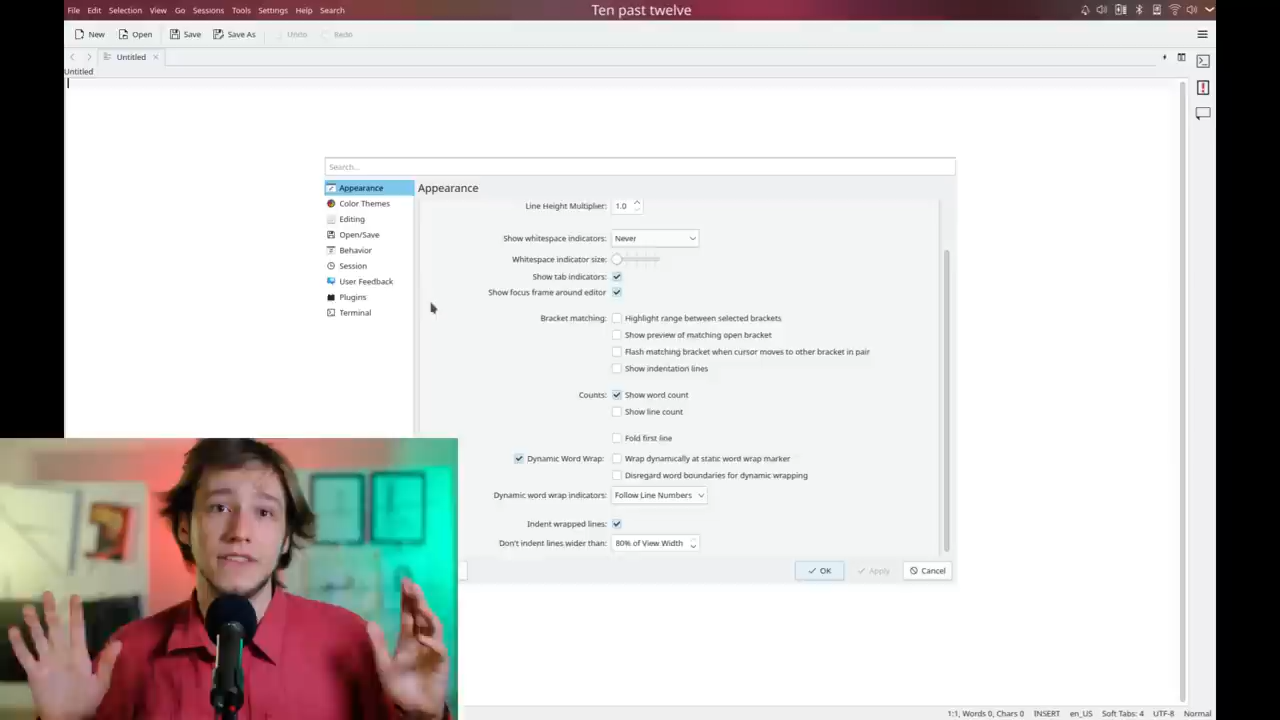 File Edit Selection View Go Sessions Tools Settings Help Search
Ten past twelve
New Open Save Save As Undo Redo
Untitled
Untitled
Search...
Appearance
Color Themes
Editing
Open/Save
Behavior
Session
User Feedback
Plugins
Terminal
Appearance
Line Height Multiplier: 1.0
Show whitespace indicators: Never
Whitespace indicator size:
Show tab indicators:
Show focus frame around editor
Bracket matching: Highlight range between selected brackets
Show preview of matching open bracket
Flash matching bracket when cursor moves to other bracket in pair
Show indentation lines
Counts: Show word count
Show line count
Fold first line
Dynamic Word Wrap: Wrap dynamically at static word wrap marker
Disregard word boundaries for dynamic wrapping
Dynamic word wrap indicators: Follow Line Numbers
Indent wrapped lines:
Don't indent lines wider than: 80% of View Width
OK Apply Cancel
1:1, Words 0, Chars 0 INSERT en_US Soft Tabs: 4 UTF-8 Normal